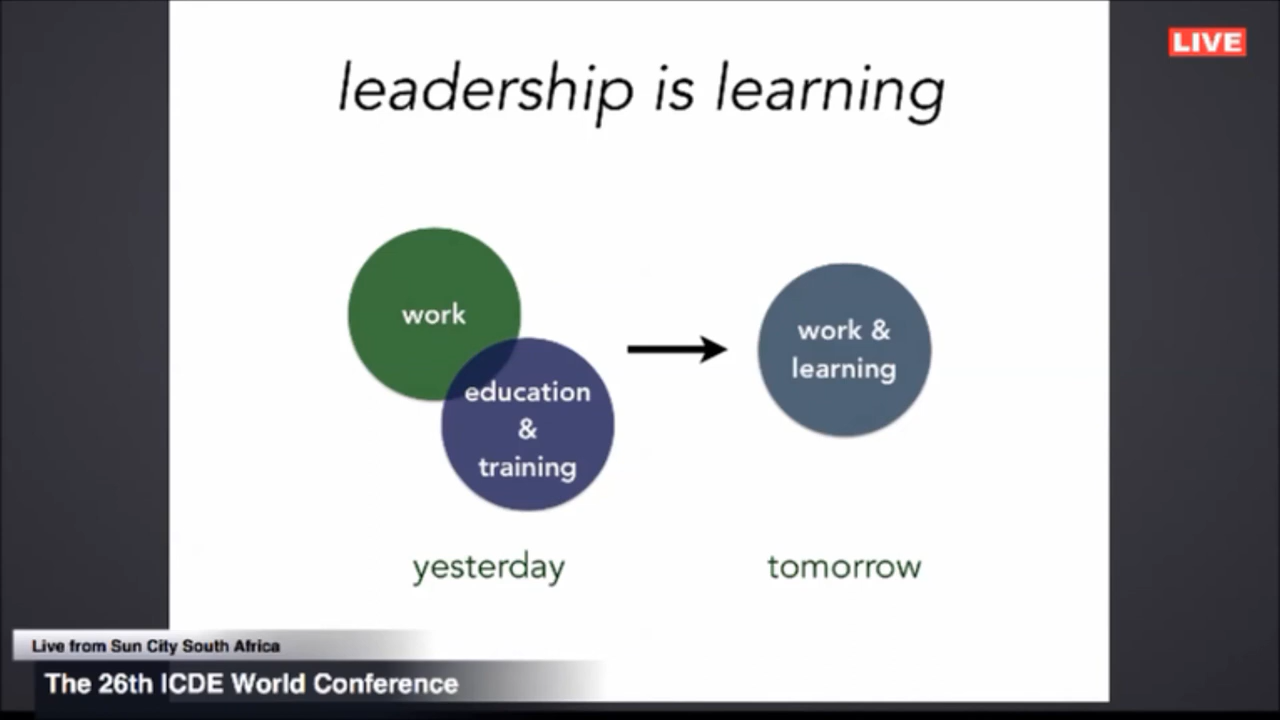 LIVE
leadership is learning
work
education
&
training
work &
learning
yesterday
tomorrow
Live from Sun City South Africa
The 26th ICDE World Conference